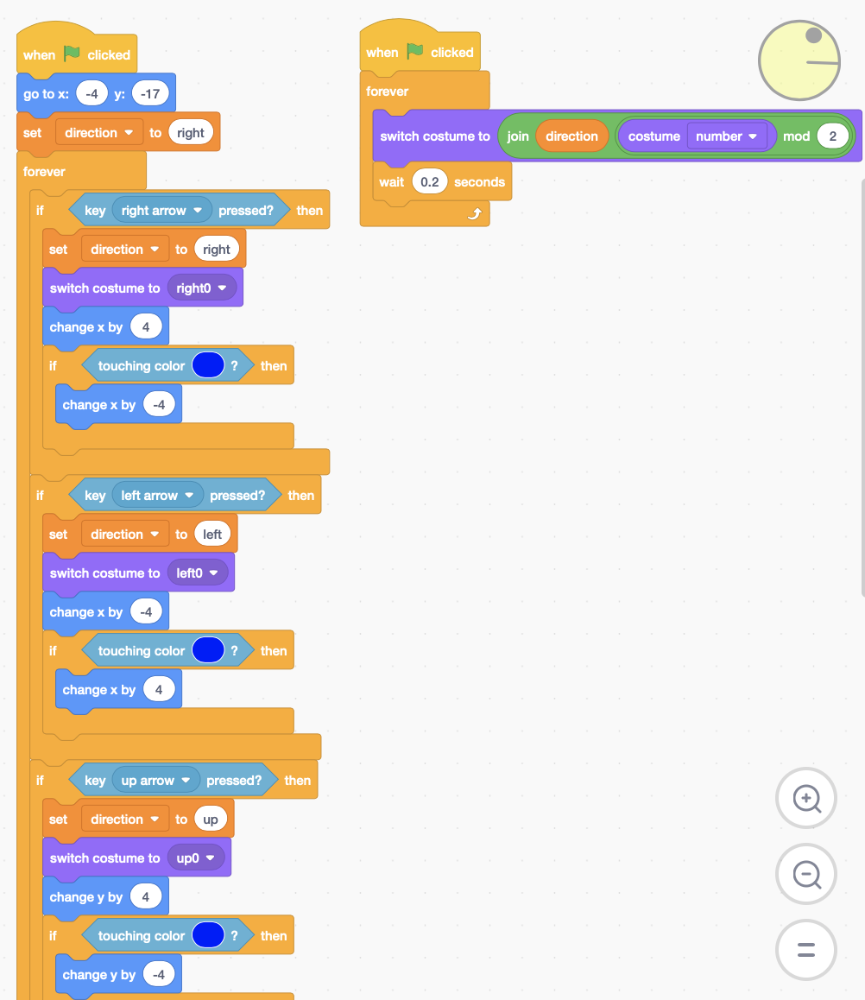 when clicked
go to x: -4 y: -17
set direction to right
forever
if key right arrow pressed? then
set direction to right
switch costume to right0
change x by 4
if touching color ? then
change x by -4
if key left arrow pressed? then
set direction to left
switch costume to left0
change x by -4
if touching color ? then
change x by 4
if key up arrow pressed? then
set direction to up
switch costume to up0
change y by 4
if touching color ? then
change y by -4
when clicked
forever
switch costume to join direction costume number mod 2
wait 0.2 seconds